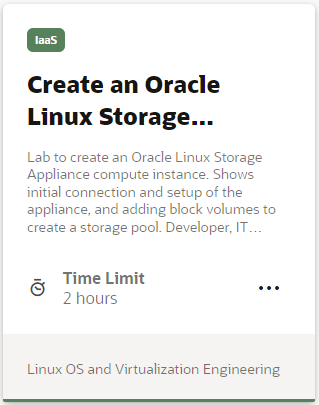 IaaS
Create an Oracle
Linux Storage...
Lab to create an Oracle Linux Storage
Appliance compute instance. Shows
initial connection and setup of the
appliance, and adding block volumes to
create a storage pool. Developer, IT...
Time Limit
2 hours
Linux OS and Virtualization Engineering